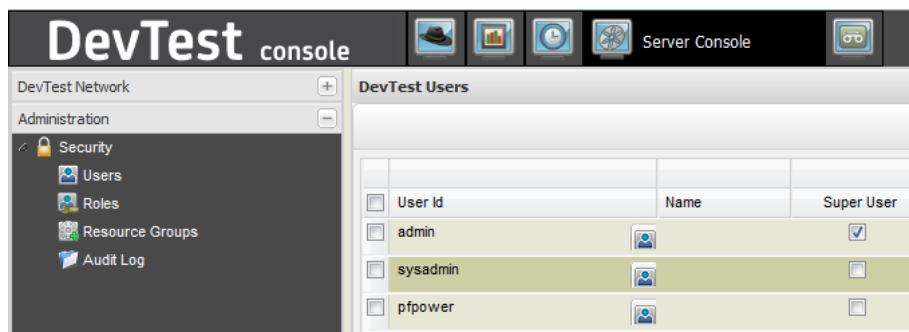 DevTest console
Server Console
DevTest Network
Administration
Security
Users
Roles
Resource Groups
Audit Log
DevTest Users
User Id Name Super User
admin
sysadmin
pfpower